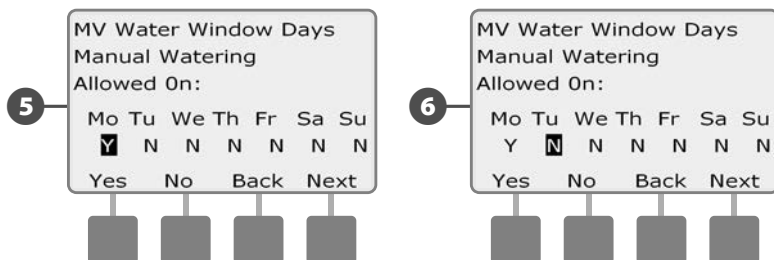 5
MV Water Window Days
Manual Watering
Allowed 0n:
Mo Tu We Th Fr Sa Su
Y N N N N N N
Yes No Back Next
6
MV Water Window Days
Manual Watering
Allowed 0n:
Mo Tu We Th Fr Sa Su
Y N N N N N N
Yes No Back Next